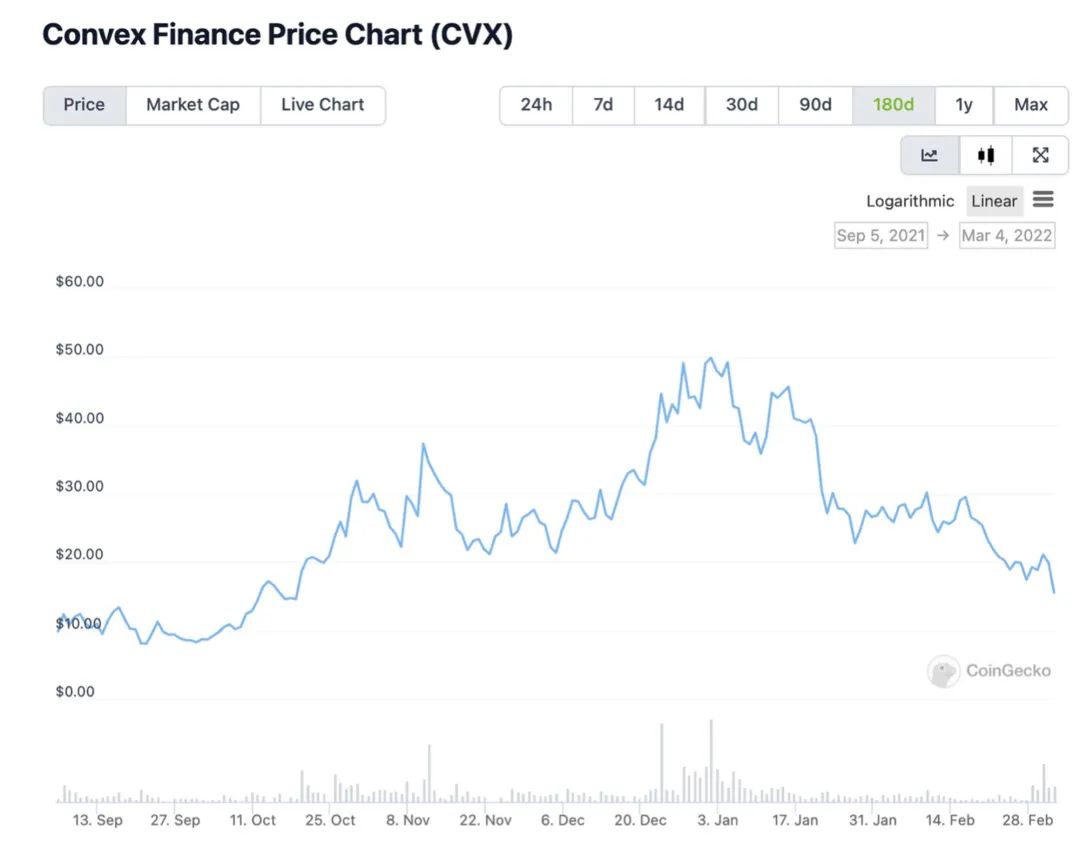 Convex Finance Price Chart (CVX)
Price Market Cap Live Chart 24h 7d 14d 30d 90d 180d 1y Max
Logarithmic Linear
Sep 5, 2021 → Mar 4, 2022
$60.00
$50.00
$40.00
$30.00
$20.00
$10.00
$0.00
CoinGecko
13. Sep 27. Sep 11. Oct 25. Oct 8. Nov 22. Nov 6. Dec 20. Dec 3. Jan 17. Jan 31. Jan 14. Feb 28. Feb